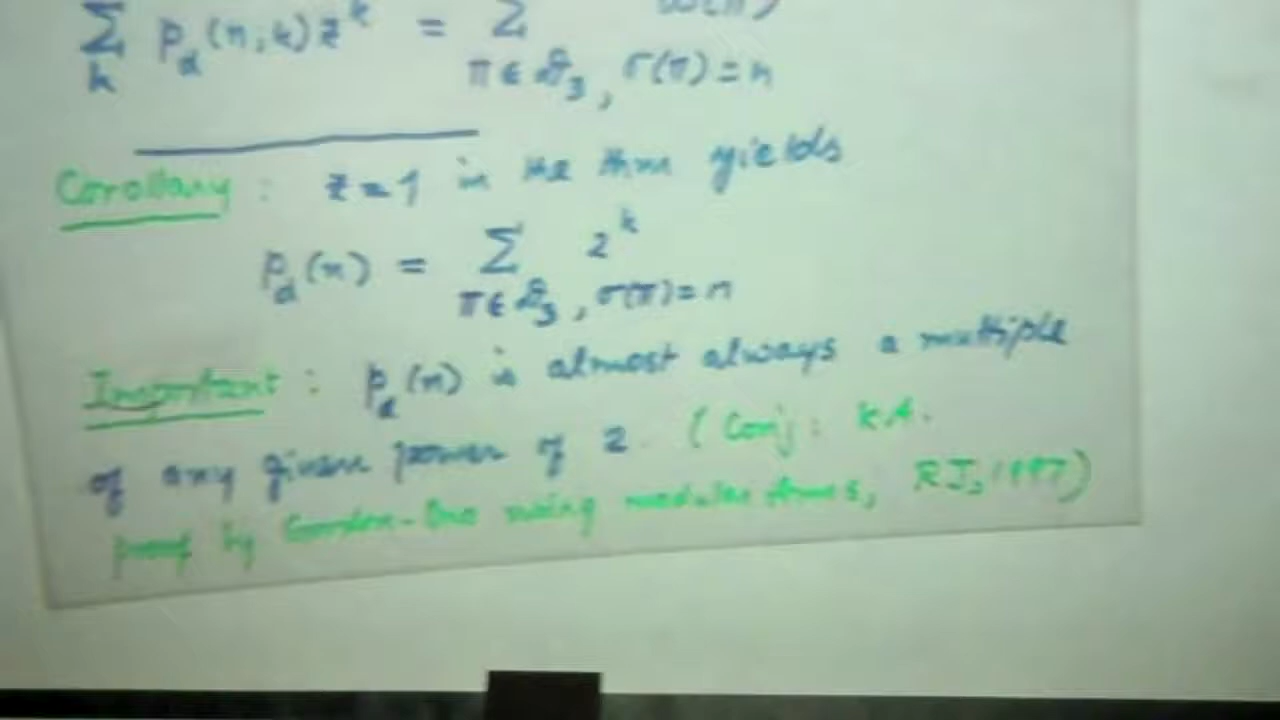 ∑ p_d(n,k) z^k = ∑ ω(π)
k π ∈ 𝒟_3, σ(π) = n
Corollary : z = 1 in the thm yields
p_d(n) = ∑ 2^k
π ∈ 𝒟_3, σ(π) = n
Important : p_d(n) is almost always a multiple
of any given power of 2. (Conj: K.A.
proof by Gordon-Ono using modular forms, RJ, 1997)